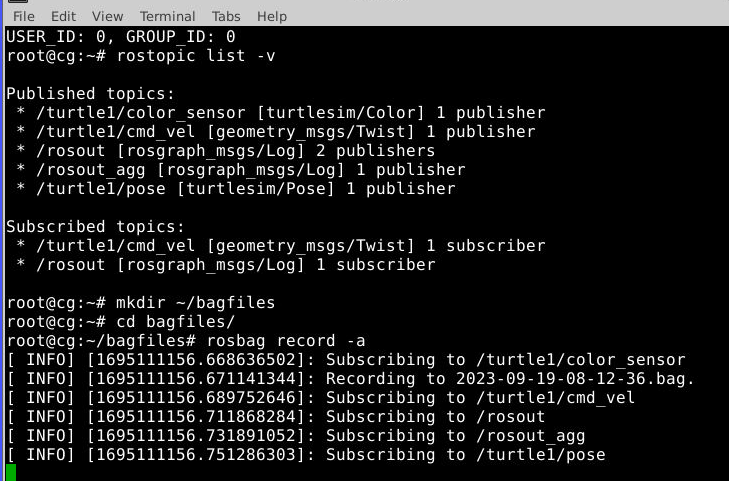 File Edit View Terminal Tabs Help
USER_ID: 0, GROUP_ID: 0
root@cg:~# rostopic list -v

Published topics:
 * /turtle1/color_sensor [turtlesim/Color] 1 publisher
 * /turtle1/cmd_vel [geometry_msgs/Twist] 1 publisher
 * /rosout [rosgraph_msgs/Log] 2 publishers
 * /rosout_agg [rosgraph_msgs/Log] 1 publisher
 * /turtle1/pose [turtlesim/Pose] 1 publisher

Subscribed topics:
 * /turtle1/cmd_vel [geometry_msgs/Twist] 1 subscriber
 * /rosout [rosgraph_msgs/Log] 1 subscriber

root@cg:~# mkdir ~/bagfiles
root@cg:~# cd bagfiles/
root@cg:~/bagfiles# rosbag record -a
[ INFO] [1695111156.668636502]: Subscribing to /turtle1/color_sensor
[ INFO] [1695111156.671141344]: Recording to 2023-09-19-08-12-36.bag.
[ INFO] [1695111156.689752646]: Subscribing to /turtle1/cmd_vel
[ INFO] [1695111156.711868284]: Subscribing to /rosout
[ INFO] [1695111156.731891052]: Subscribing to /rosout_agg
[ INFO] [1695111156.751286303]: Subscribing to /turtle1/pose